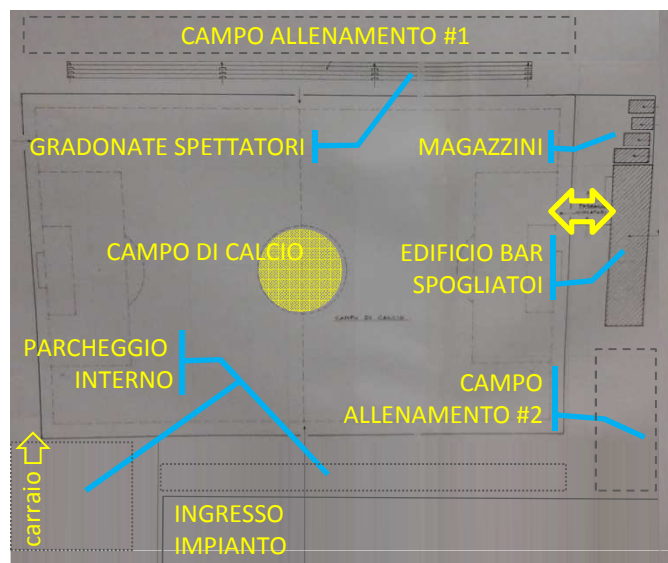 CAMPO ALLENAMENTO #1
GRADONATE SPETTATORI
MAGAZZINI
CAMPO DI CALCIO
EDIFICIO BAR
SPOGLIATOI
CAMPO DI CALCIO
PARCHEGGIO
INTERNO
CAMPO
ALLENAMENTO #2
carraio
INGRESSO
IMPIANTO